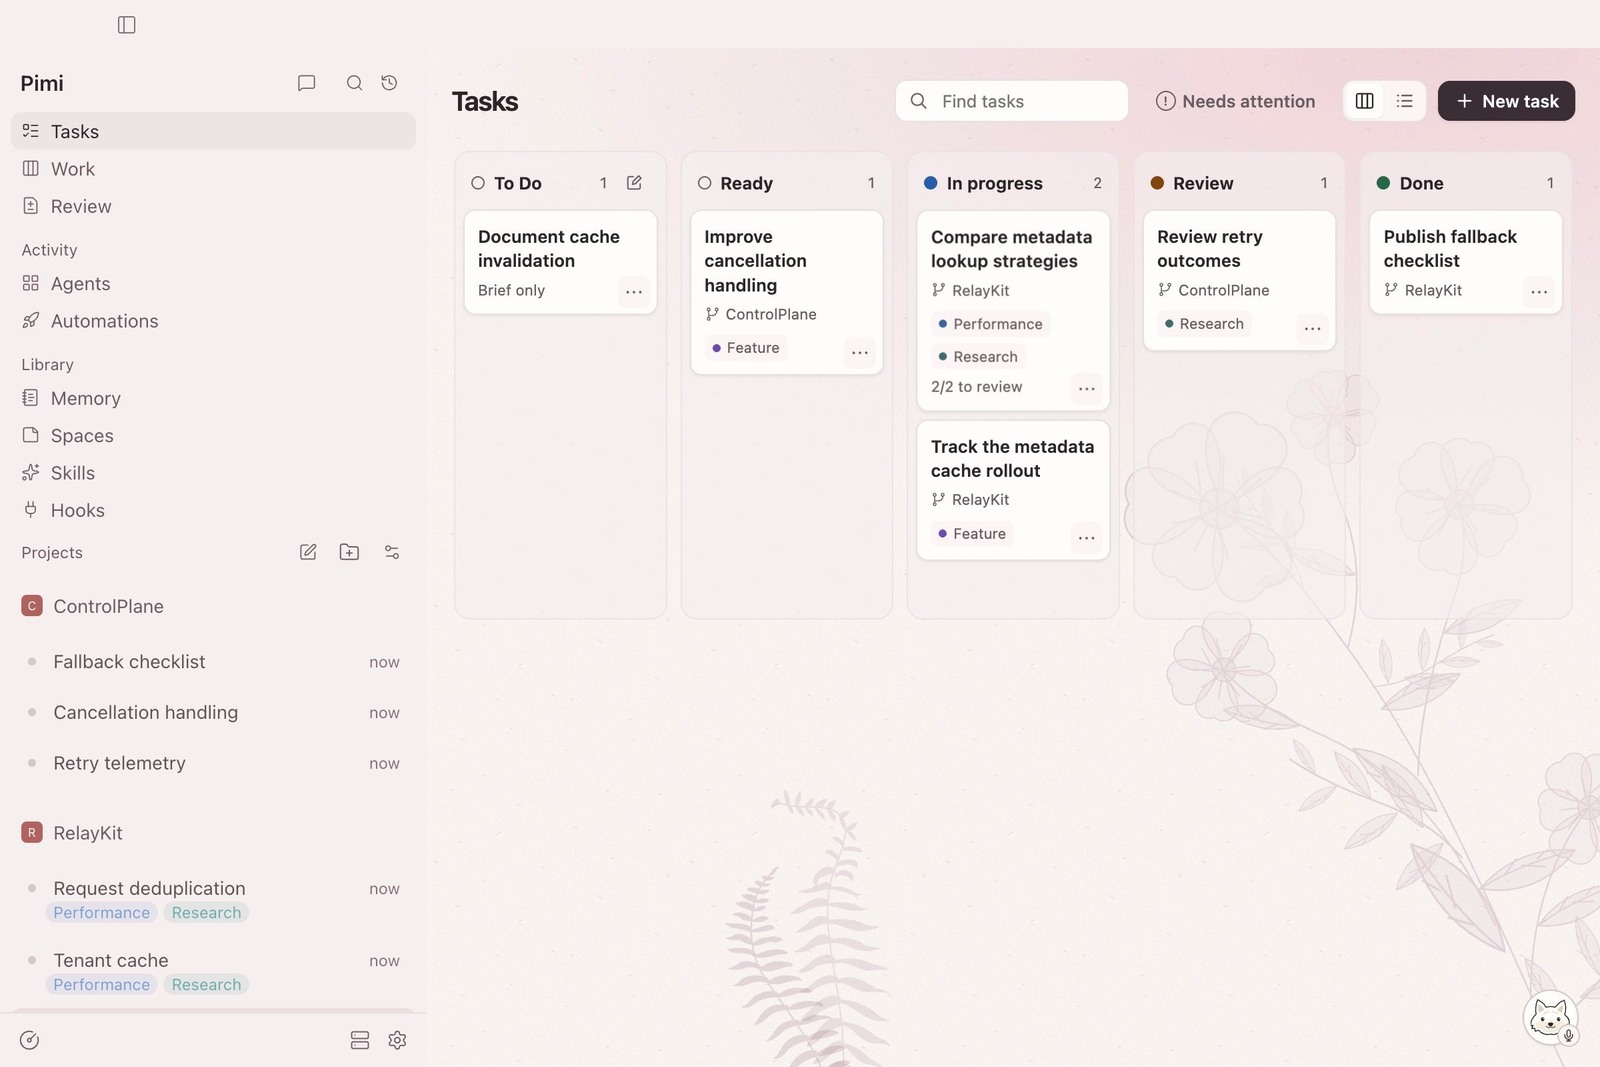 Pimi
Tasks
Work
Review
Activity
Agents
Automations
Library
Memory
Spaces
Skills
Hooks
Projects
C ControlPlane
Fallback checklist now
Cancellation handling now
Retry telemetry now
R RelayKit
Request deduplication now
Performance Research
Tenant cache now
Performance Research
Tasks
Find tasks
Needs attention
New task
To Do 1
Document cache
invalidation
Brief only
Ready 1
Improve
cancellation
handling
ControlPlane
Feature
In progress 2
Compare metadata
lookup strategies
RelayKit
Performance
Research
2/2 to review
Track the metadata
cache rollout
RelayKit
Feature
Review 1
Review retry
outcomes
ControlPlane
Research
Done 1
Publish fallback
checklist
RelayKit